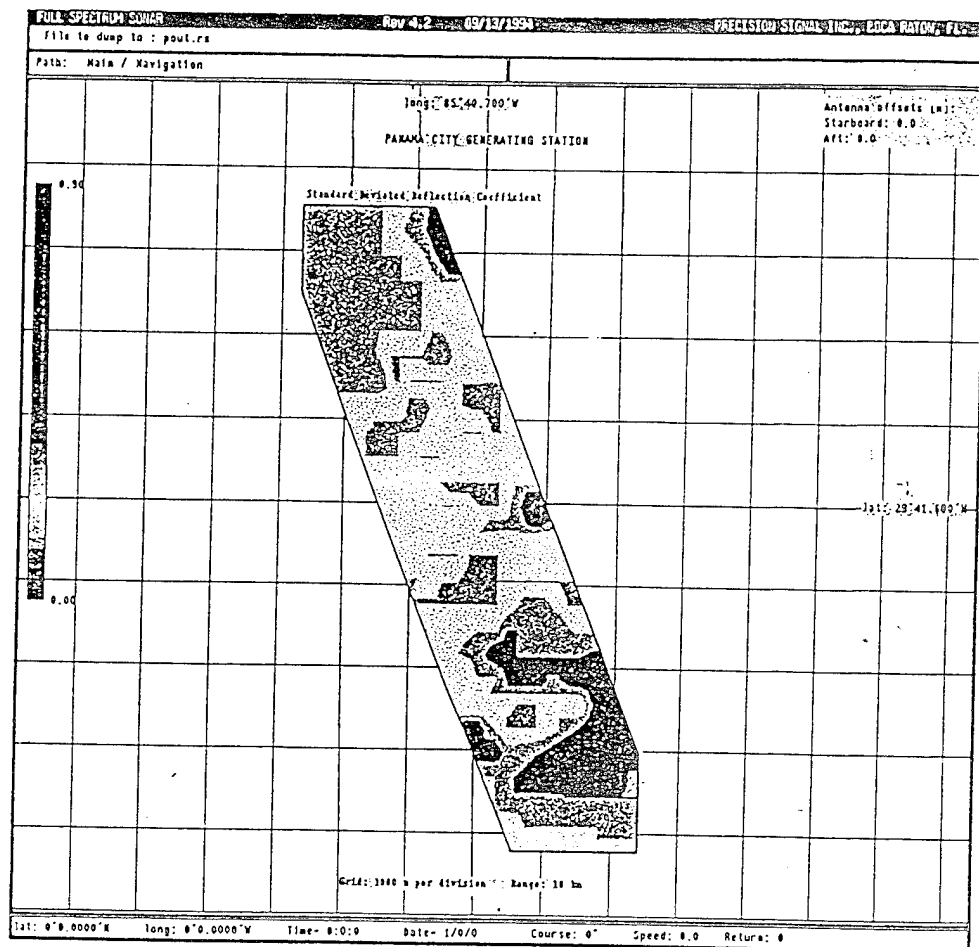 FULL SPECTRUM SONAR Rev 4.2 09/13/1994 PRECISION SIGNAL INC., BOCA RATON, FL.
File to dump to : pout.rs
Path: Main / Navigation
long: 85°40.700'W
Antenna offsets (m):
Starboard: 0.0
Aft: 0.0
PANAMA CITY GENERATING STATION
0.90
Standard Deviated Reflection Coefficient
lat: 29°41.600'N
0.00
Grid: 1000 m per division Range: 10 km
lat: 0°0.0000'N long: 0°0.0000'W Time- 0:0:0 Date- 1/0/0 Course: 0° Speed: 0.0 Return: 0